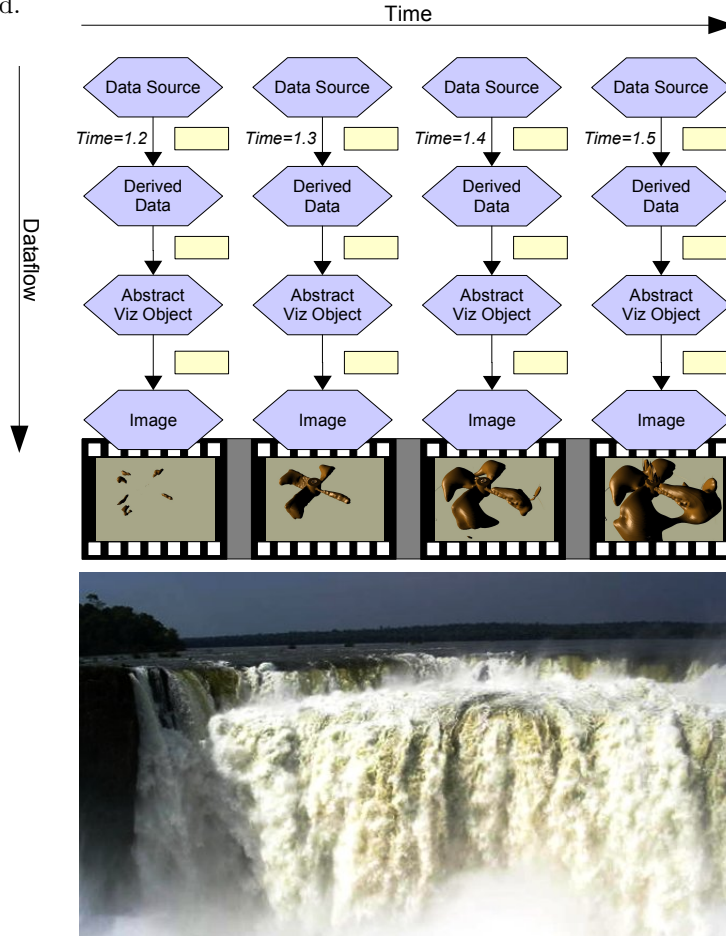 d.
Time
Data Source Data Source Data Source Data Source
Time=1.2 Time=1.3 Time=1.4 Time=1.5
Derived Derived Derived Derived
Data Data Data Data
Dataflow
Abstract Abstract Abstract Abstract
Viz Object Viz Object Viz Object Viz Object
Image Image Image Image